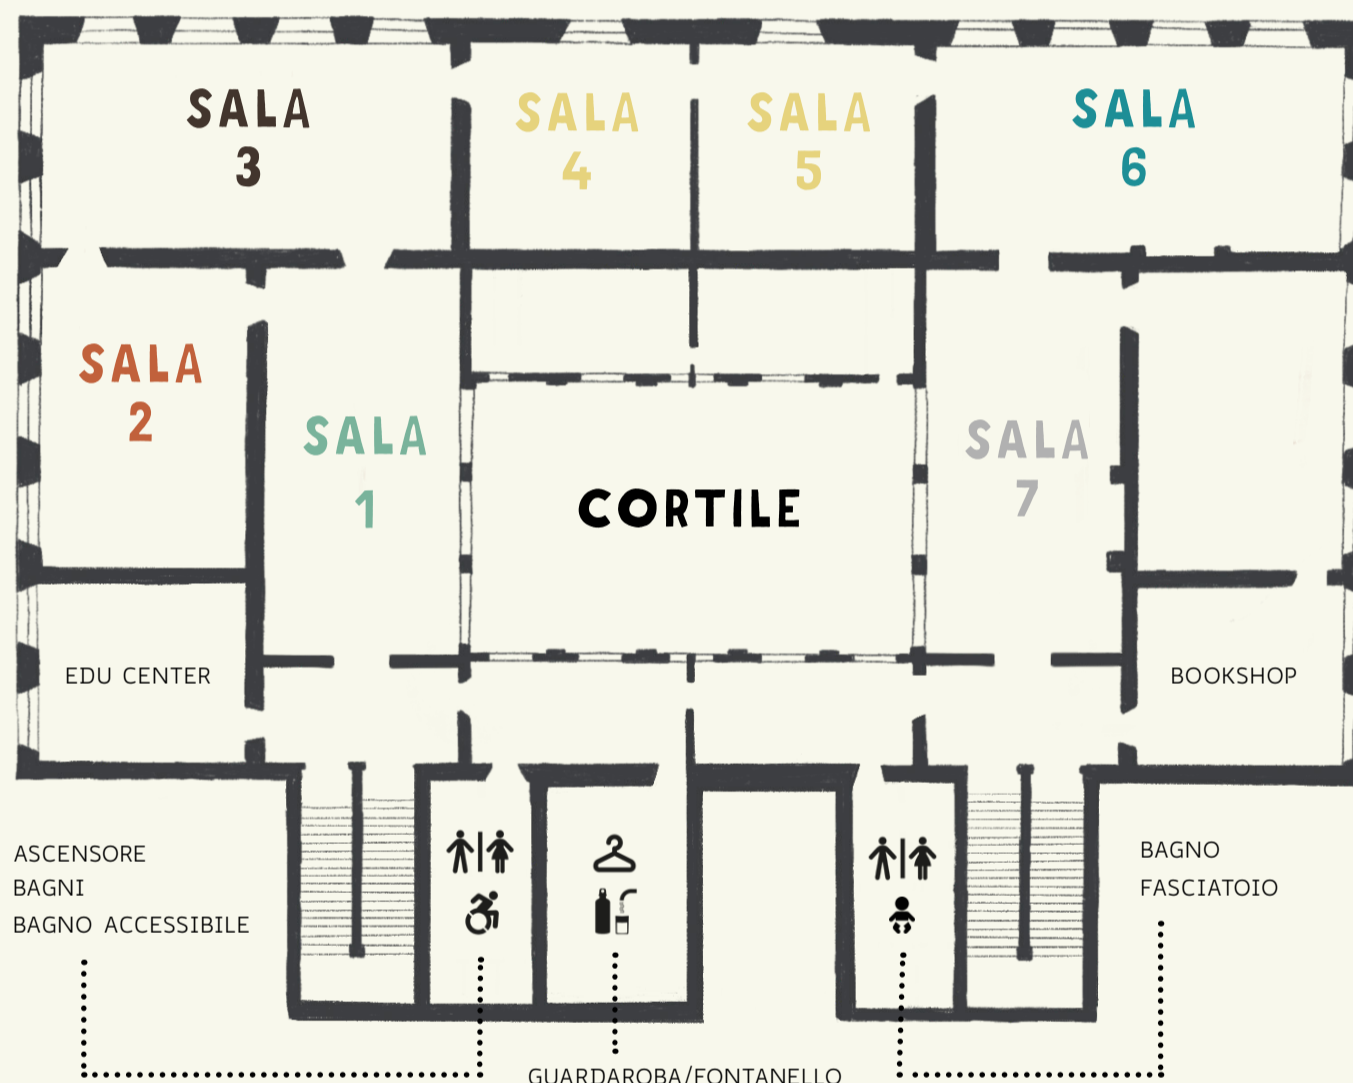 SALA
3
SALA
4
SALA
5
SALA
6
SALA
2
SALA
1
CORTILE
SALA
7
EDU CENTER
BOOKSHOP
ASCENSORE
BAGNI
BAGNO ACCESSIBILE
BAGNO
FASCIATOIO
GUARDAROBA/FONTANELLO